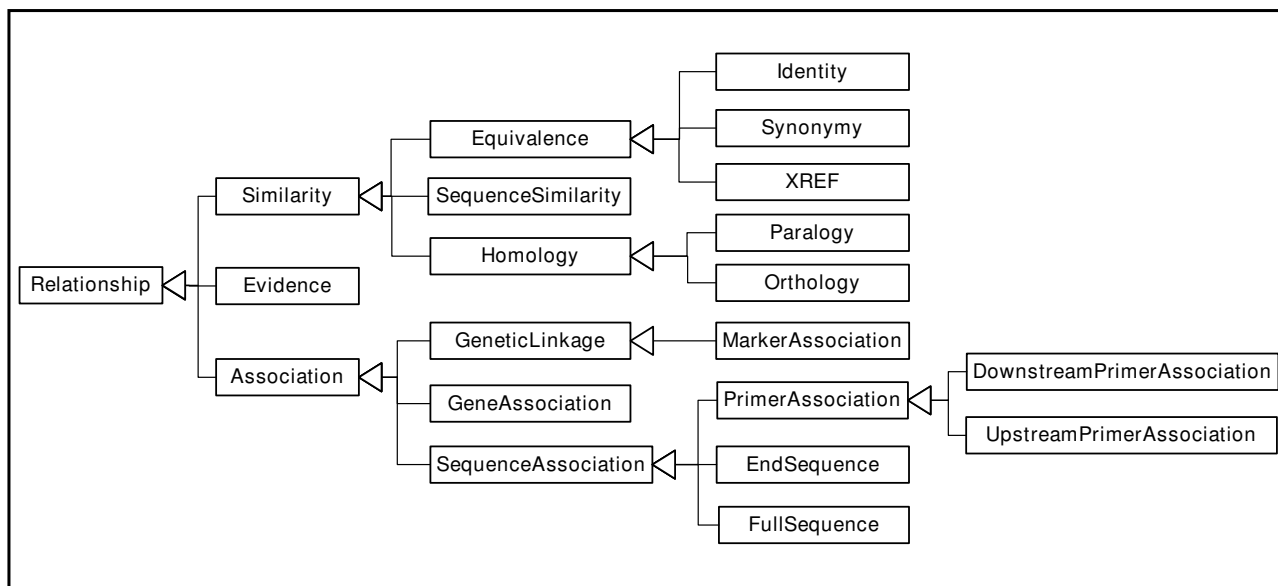 Identity
Equivalence
Synonymy
XREF
Similarity
SequenceSimilarity
Homology
Paralogy
Orthology
Relationship
Evidence
GeneticLinkage
MarkerAssociation
Association
GeneAssociation
PrimerAssociation
DownstreamPrimerAssociation
UpstreamPrimerAssociation
SequenceAssociation
EndSequence
FullSequence